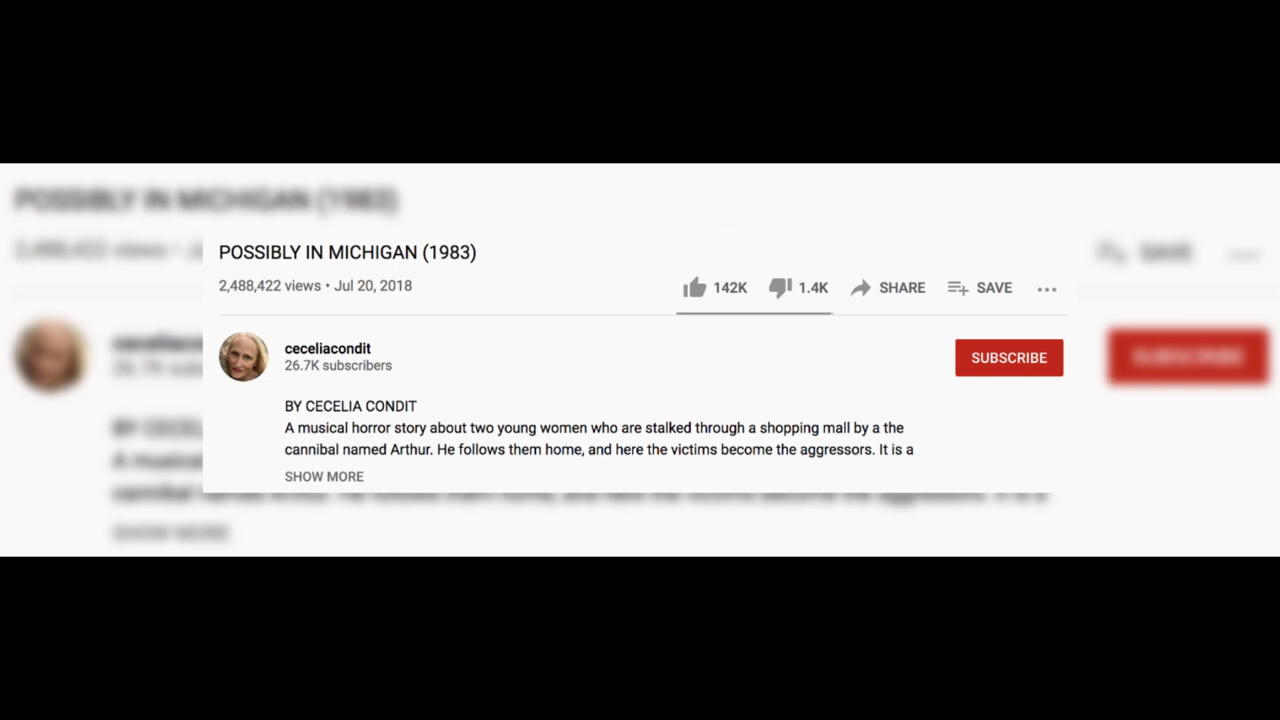 POSSIBLY IN MICHIGAN (1983)
2,488,422 views • Jul 20, 2018
142K 1.4K SHARE SAVE
ceceliacondit
26.7K subscribers
SUBSCRIBE
BY CECELIA CONDIT
A musical horror story about two young women who are stalked through a shopping mall by a the
cannibal named Arthur. He follows them home, and here the victims become the aggressors. It is a
SHOW MORE